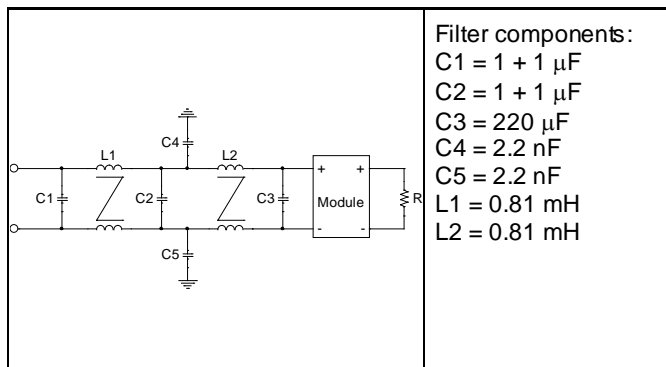 Filter components:
C1 = 1 + 1 μF
C2 = 1 + 1 μF
C3 = 220 μF
C4 = 2.2 nF
C5 = 2.2 nF
L1 = 0.81 mH
L2 = 0.81 mH
C4
L1
L2
+ +
C1
C2
C3
Module
R
- -
C5